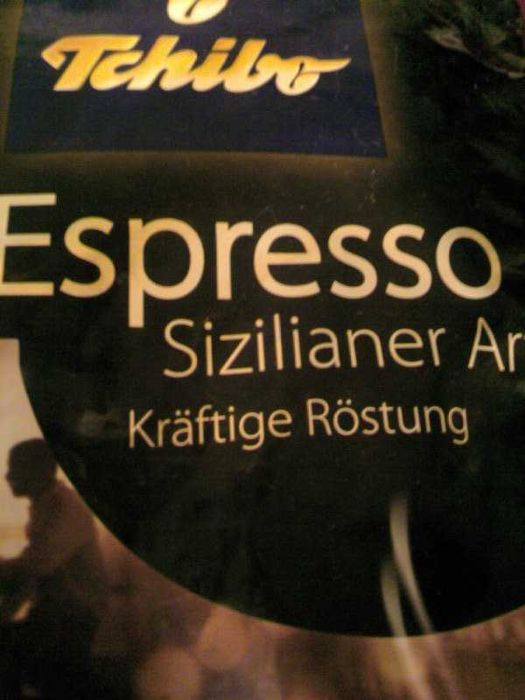 Tchibo
Espresso
Sizilianer Ar
Kräftige Röstung